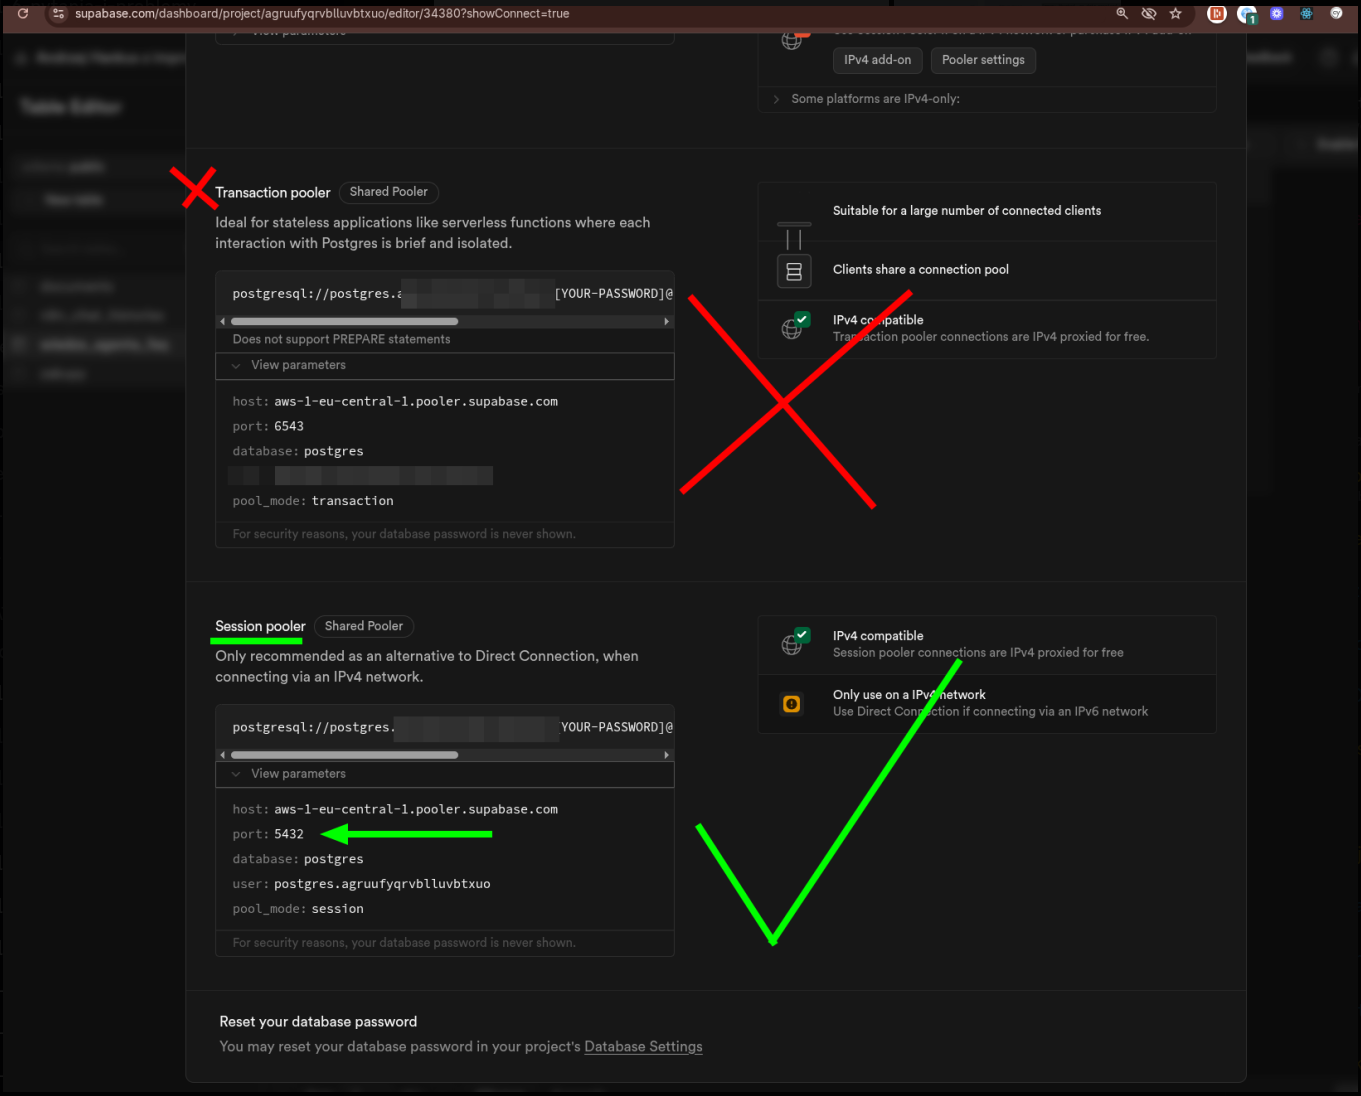 supabase.com/dashboard/project/agruufyqrvblluvbtxuo/editor/34380?showConnect=true
1
View parameters
IPv4 add-on
Pooler settings
Some platforms are IPv4-only:
Table Editor
Transaction pooler
Shared Pooler
Ideal for stateless applications like serverless functions where each
interaction with Postgres is brief and isolated.
postgresql://postgres.a
[YOUR-PASSWORD]@
Does not support PREPARE statements
View parameters
host: aws-1-eu-central-1.pooler.supabase.com
port: 6543
database: postgres
pool_mode: transaction
For security reasons, your database password is never shown.
Suitable for a large number of connected clients
Clients share a connection pool
IPv4 compatible
Transaction pooler connections are IPv4 proxied for free.
Session pooler
Shared Pooler
Only recommended as an alternative to Direct Connection, when
connecting via an IPv4 network.
postgresql://postgres.
YOUR-PASSWORD]@
View parameters
host: aws-1-eu-central-1.pooler.supabase.com
port: 5432
database: postgres
user: postgres.agruufyqrvblluvbtxuo
pool_mode: session
For security reasons, your database password is never shown.
IPv4 compatible
Session pooler connections are IPv4 proxied for free
Only use on a IPv4 network
Use Direct Connection if connecting via an IPv6 network
Reset your database password
You may reset your database password in your project's Database Settings